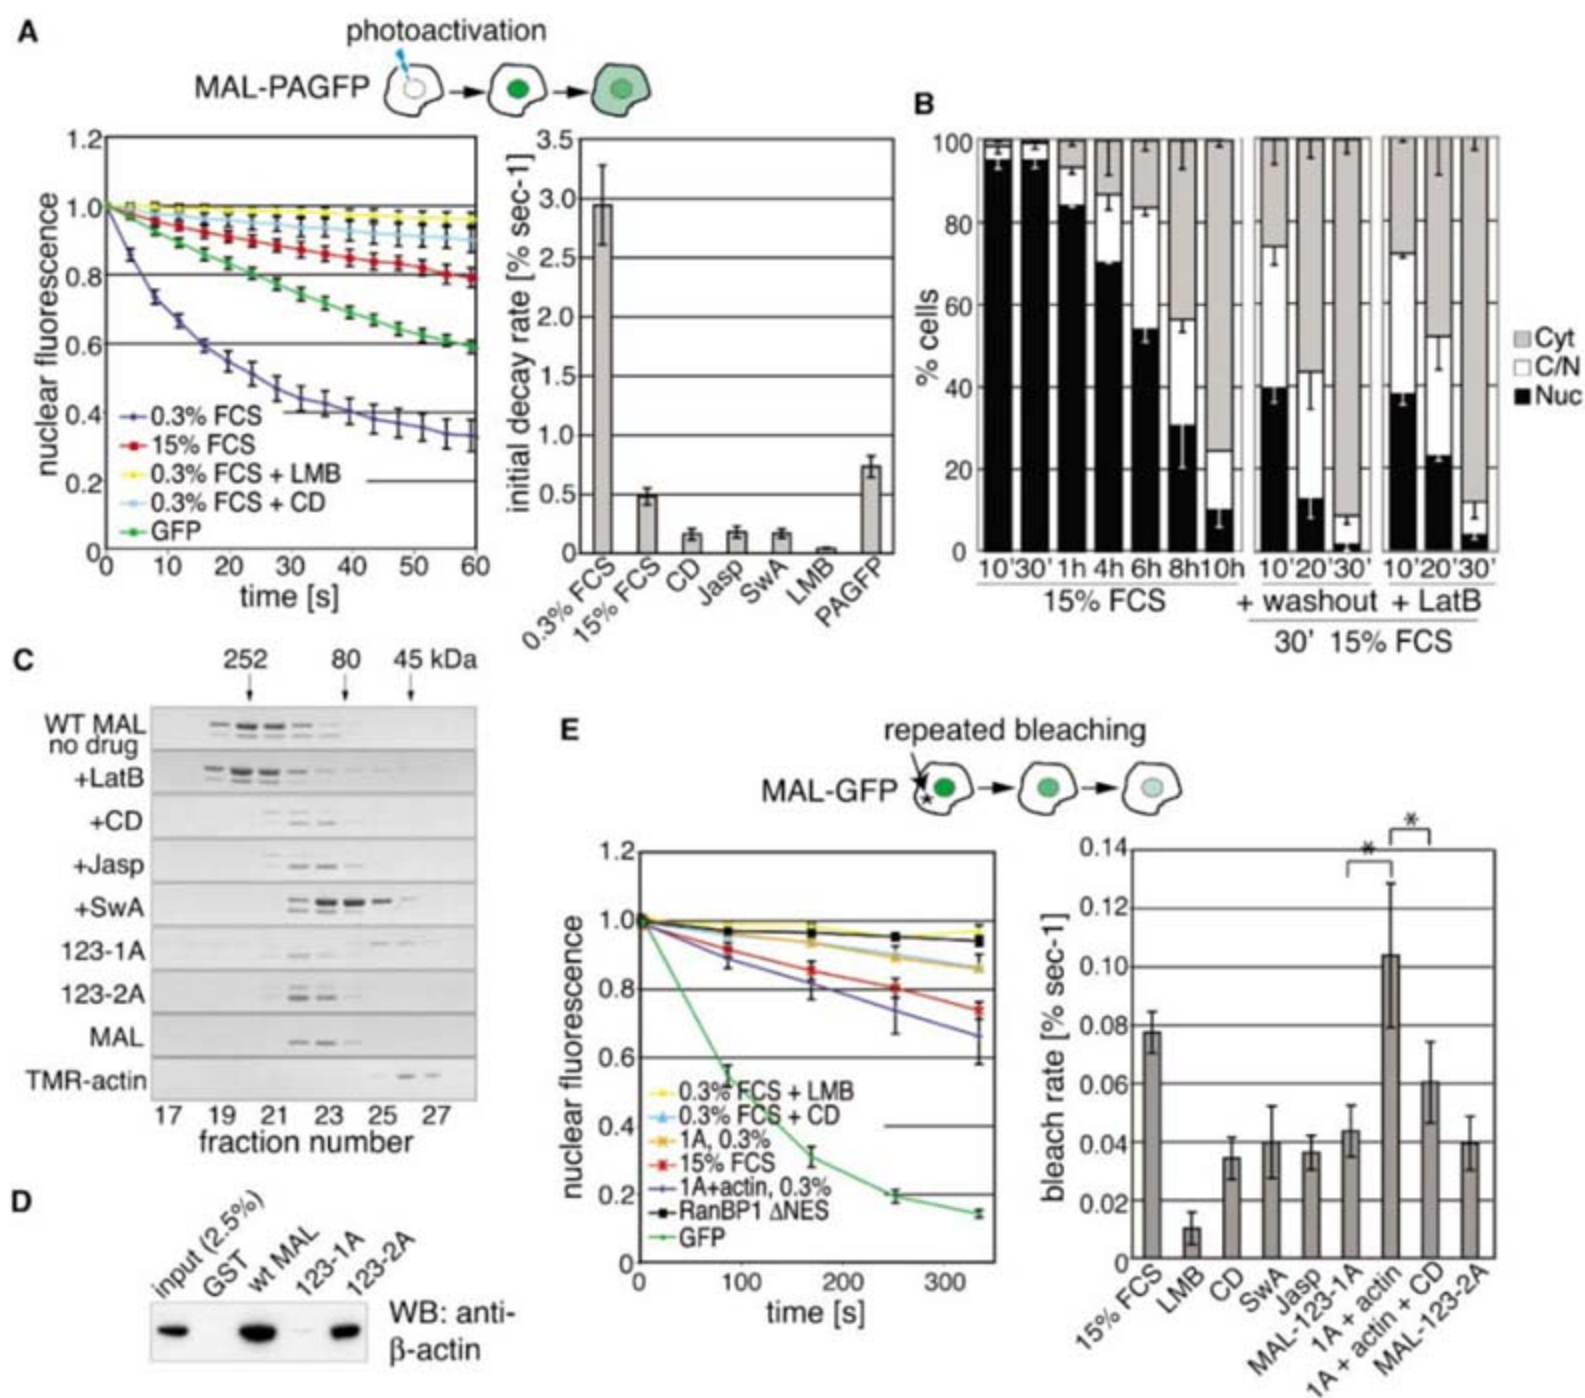 A
photoactivation
MAL-PAGFP
nuclear fluorescence
1.2
1.0
0.8
0.6
0.4
0.2
0
0.3% FCS
15% FCS
0.3% FCS + LMB
0.3% FCS + CD
GFP
0 10 20 30 40 50 60
time [s]
initial decay rate [% sec-1]
3.5
3.0
2.5
2.0
1.5
1.0
0.5
0
0.3% FCS
15% FCS
CD
Jasp
SwA
LMB
PAGFP
B
% cells
100
80
60
40
20
0
Cyt
C/N
Nuc
10' 30' 1h 4h 6h 8h 10h
10' 20' 30'
10' 20' 30'
15% FCS
+ washout + LatB
30' 15% FCS
C
252 80 45 kDa
WT MAL
no drug
+LatB
+CD
+Jasp
+SwA
123-1A
123-2A
MAL
TMR-actin
17 19 21 23 25 27
fraction number
D
input (2.5%)
GST
wt MAL
123-1A
123-2A
WB: anti-
β-actin
E
repeated bleaching
MAL-GFP
nuclear fluorescence
1.2
1.0
0.8
0.6
0.4
0.2
0
0.3% FCS + LMB
0.3% FCS + CD
1A, 0.3%
15% FCS
1A+actin, 0.3%
RanBP1 ΔNES
GFP
0 100 200 300
time [s]
bleach rate [% sec-1]
0.14
0.12
0.10
0.08
0.06
0.04
0.02
0
* *
15% FCS
LMB
CD
SwA
Jasp
MAL-123-1A
1A + actin
1A + actin + CD
MAL-123-2A